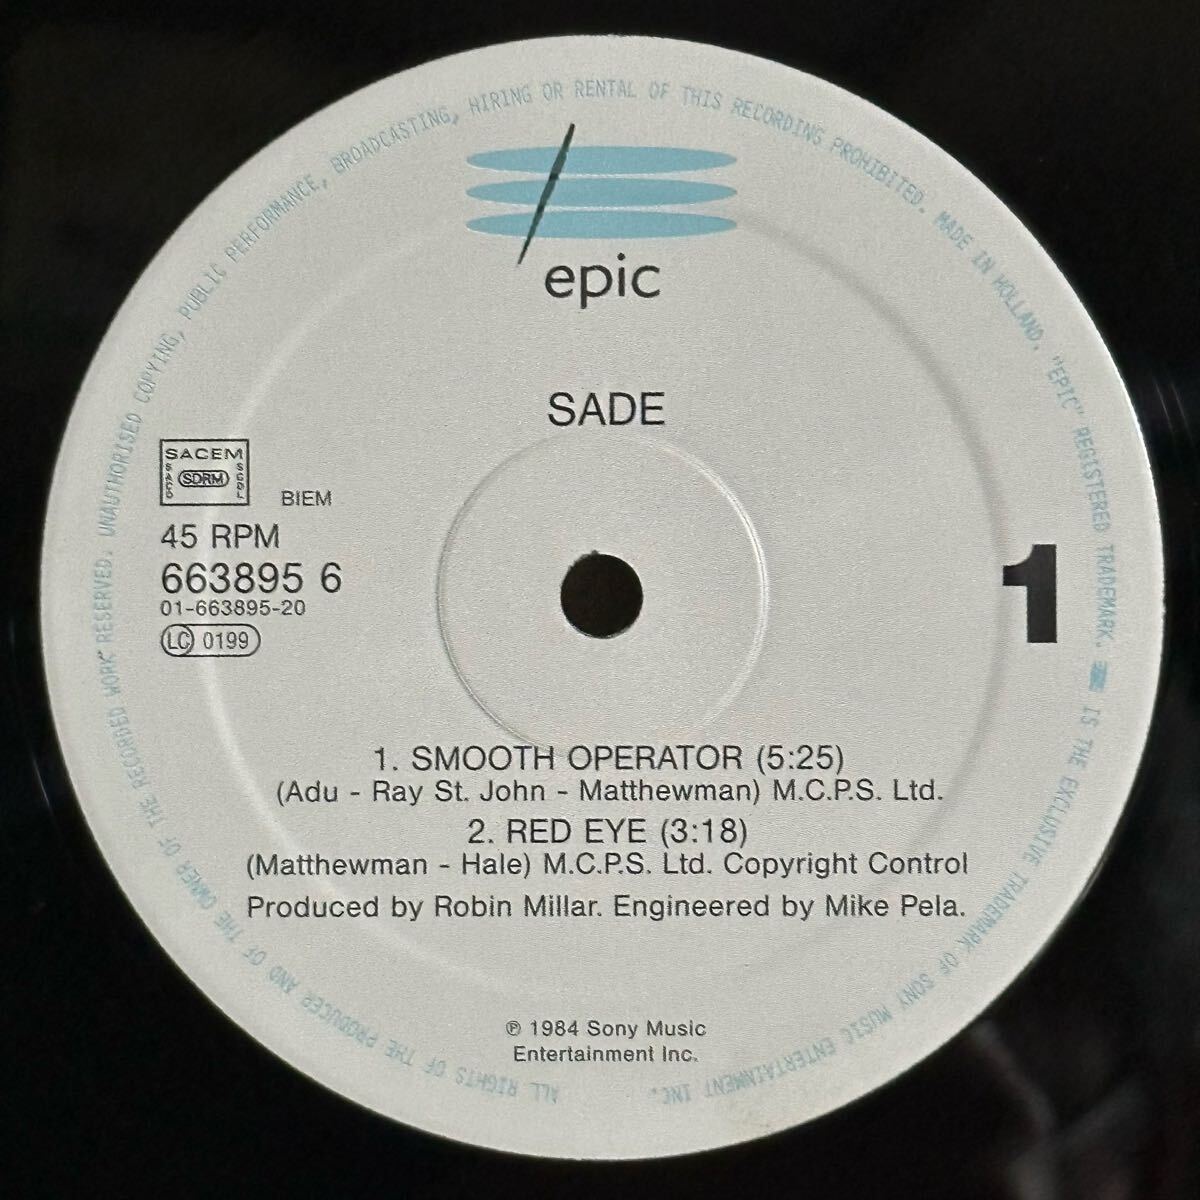 epic
SADE
SACEM
SACD
SDRM
SGDL
BIEM
45 RPM
663895 6
01-663895-20
LC 0199
1
1. SMOOTH OPERATOR (5:25)
(Adu - Ray St. John - Matthewman) M.C.P.S. Ltd.
2. RED EYE (3:18)
(Matthewman - Hale) M.C.P.S. Ltd. Copyright Control
Produced by Robin Millar. Engineered by Mike Pela.
℗ 1984 Sony Music
Entertainment Inc.
ALL RIGHTS OF THE PRODUCER AND OF THE OWNER OF THE RECORDED WORK RESERVED. UNAUTHORISED COPYING, PUBLIC PERFORMANCE, BROADCASTING, HIRING OR RENTAL OF THIS RECORDING PROHIBITED. MADE IN HOLLAND. "EPIC" REGISTERED TRADEMARK. IS THE EXCLUSIVE TRADEMARK OF SONY MUSIC ENTERTAINMENT INC.